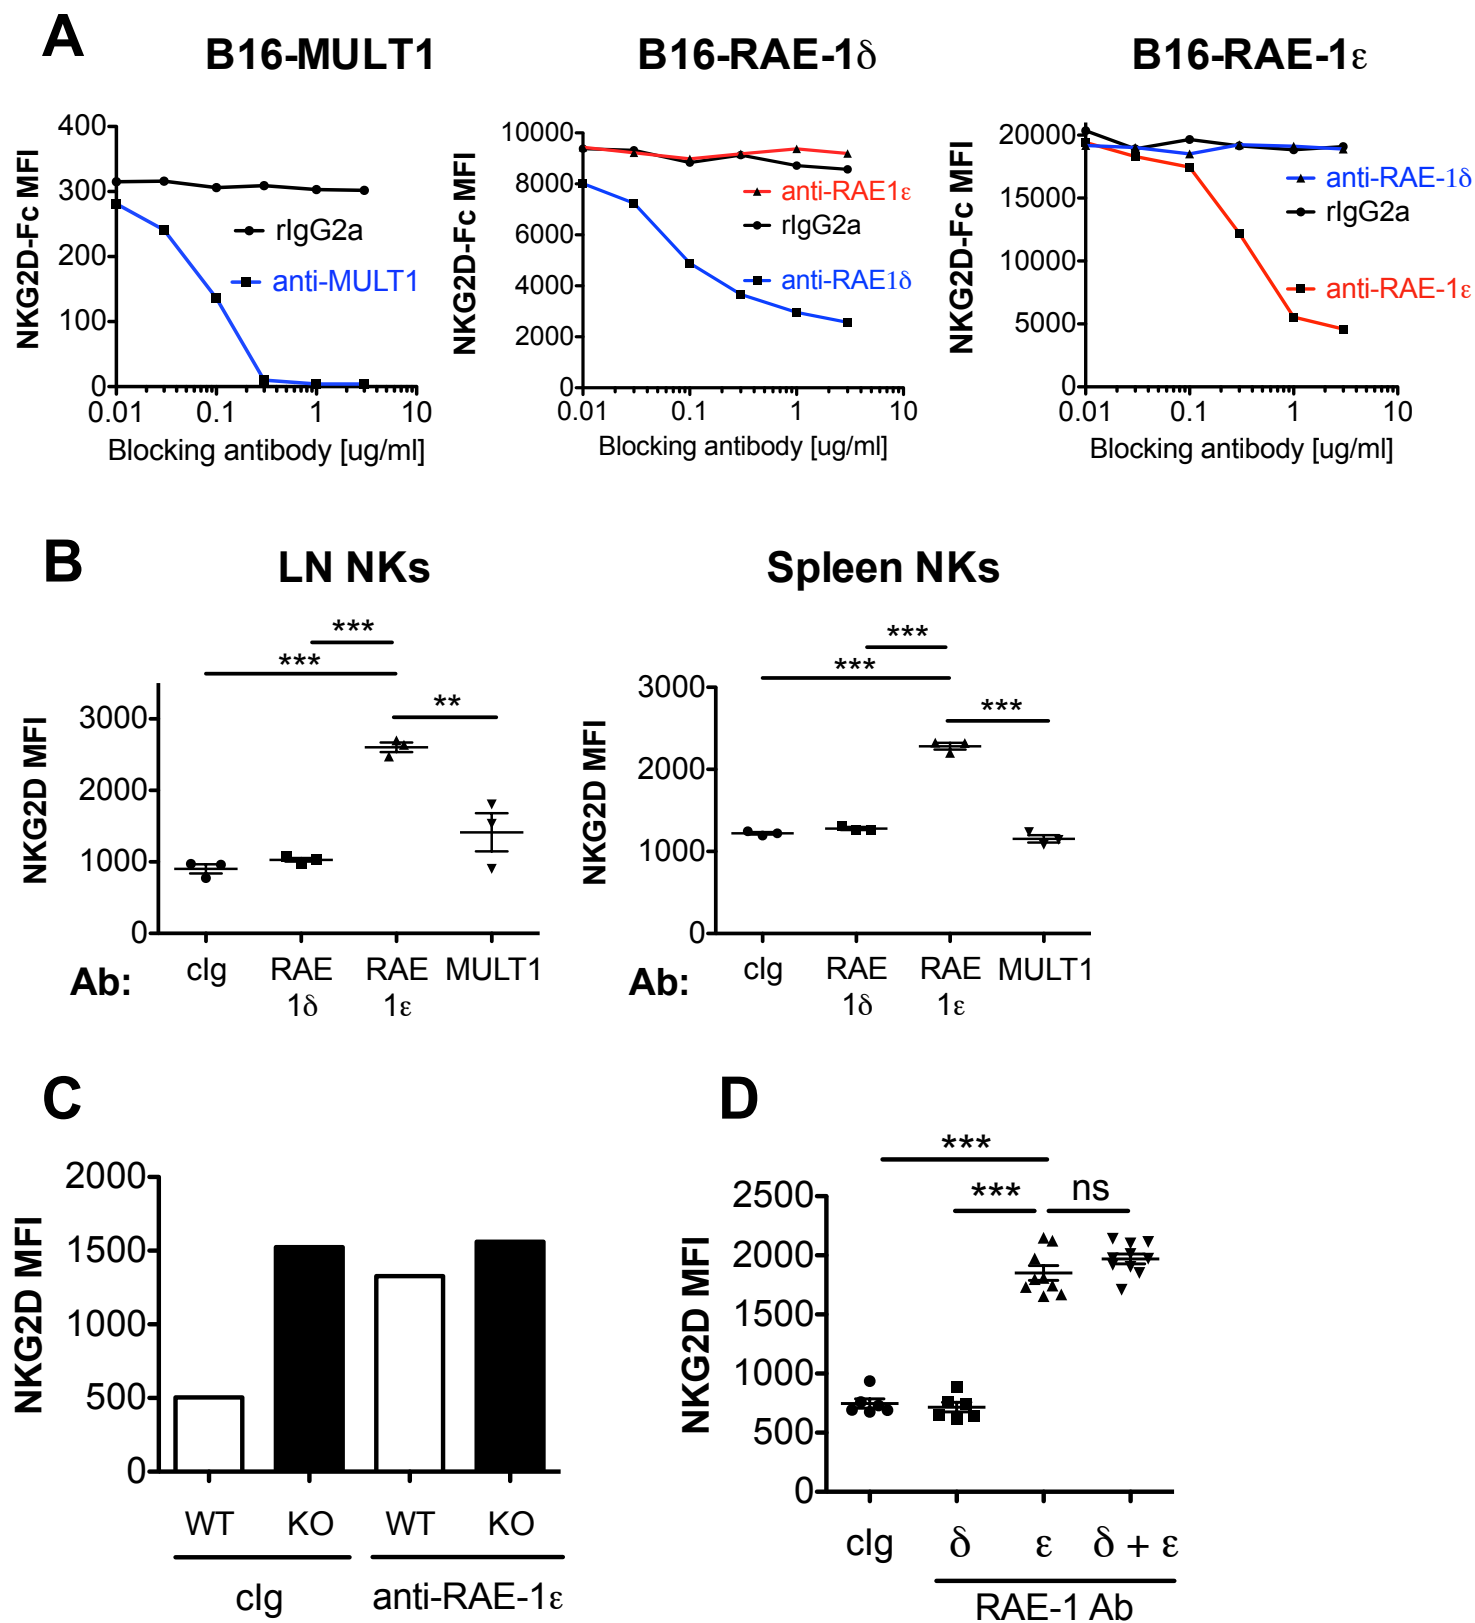 A
B16-MULT1
B16-RAE-1δ
B16-RAE-1ε
NKG2D-Fc MFI
400
300
200
100
0
0.01
0.1
1
10
rIgG2a
anti-MULT1
Blocking antibody [ug/ml]
NKG2D-Fc MFI
10000
8000
6000
4000
2000
0
0.01
0.1
1
10
anti-RAE1ε
rIgG2a
anti-RAE1δ
Blocking antibody [ug/ml]
NKG2D-Fc MFI
20000
15000
10000
5000
0
0.01
0.1
1
10
anti-RAE-1δ
rIgG2a
anti-RAE-1ε
Blocking antibody [ug/ml]
B
LN NKs
***
***
**
NKG2D MFI
3000
2000
1000
0
Ab:
cIg
RAE
1δ
RAE
1ε
MULT1
Spleen NKs
***
***
***
NKG2D MFI
3000
2000
1000
0
Ab:
cIg
RAE
1δ
RAE
1ε
MULT1
C
NKG2D MFI
2000
1500
1000
500
0
WT
KO
WT
KO
cIg
anti-RAE-1ε
D
***
***
ns
NKG2D MFI
2500
2000
1500
1000
500
0
cIg
δ
ε
δ + ε
RAE-1 Ab